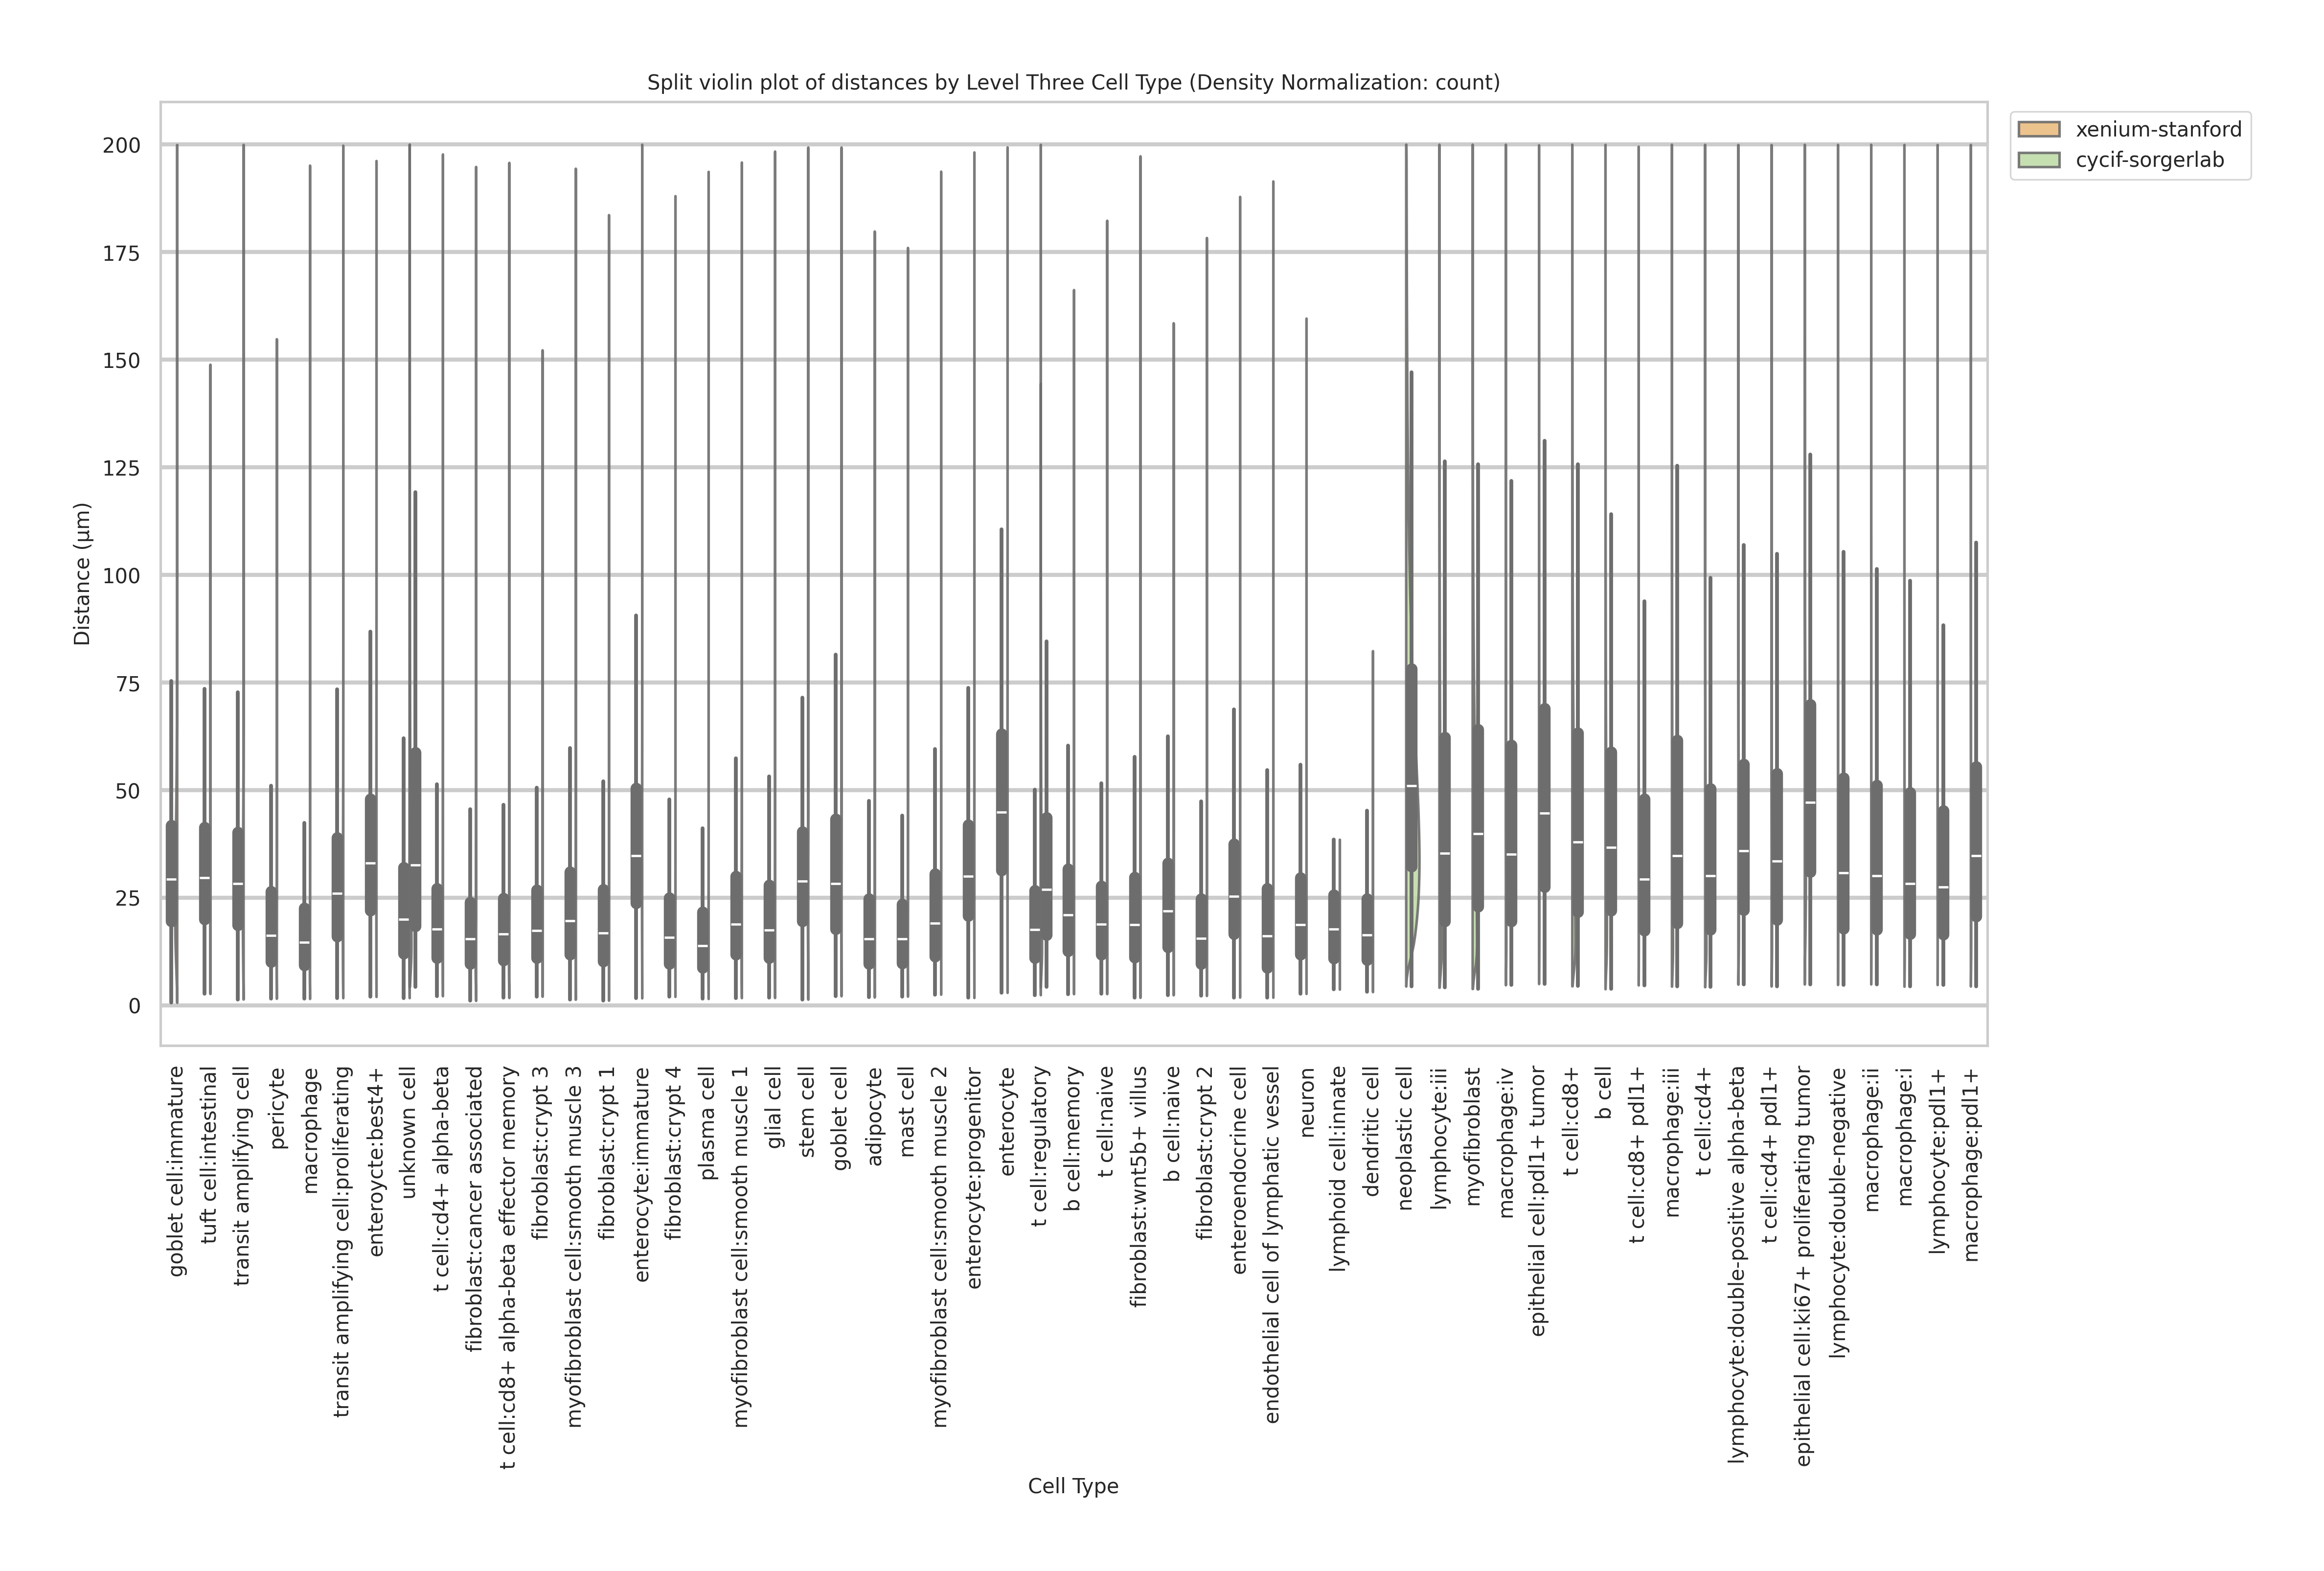 Split violin plot of distances by Level Three Cell Type (Density Normalization: count)
xenium-stanford
cycif-sorgerlab
200
175
150
125
100
75
50
25
0
Distance (µm)
goblet cell:immature
tuft cell:intestinal
transit amplifying cell
pericyte
macrophage
transit amplifying cell:proliferating
enteroycte:best4+
unknown cell
t cell:cd4+ alpha-beta
fibroblast:cancer associated
t cell:cd8+ alpha-beta effector memory
fibroblast:crypt 3
myofibroblast cell:smooth muscle 3
fibroblast:crypt 1
enterocyte:immature
fibroblast:crypt 4
plasma cell
myofibroblast cell:smooth muscle 1
glial cell
stem cell
goblet cell
adipocyte
mast cell
myofibroblast cell:smooth muscle 2
enterocyte:progenitor
enterocyte
t cell:regulatory
b cell:memory
t cell:naive
fibroblast:wnt5b+ villus
b cell:naive
fibroblast:crypt 2
enteroendocrine cell
endothelial cell of lymphatic vessel
neuron
lymphoid cell:innate
dendritic cell
neoplastic cell
lymphocyte:iii
myofibroblast
macrophage:iv
epithelial cell:pdl1+ tumor
t cell:cd8+
b cell
t cell:cd8+ pdl1+
macrophage:iii
t cell:cd4+
lymphocyte:double-positive alpha-beta
t cell:cd4+ pdl1+
epithelial cell:ki67+ proliferating tumor
lymphocyte:double-negative
macrophage:ii
macrophage:i
lymphocyte:pdl1+
macrophage:pdl1+
Cell Type